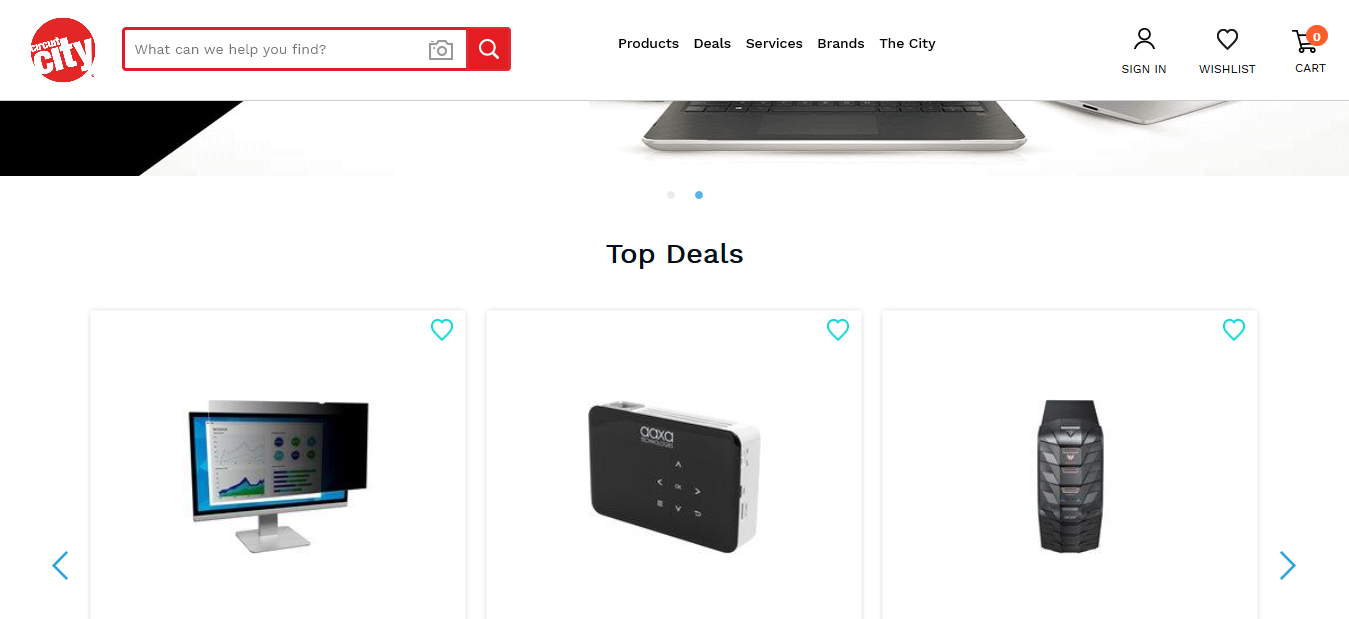 circuit
city
What can we help you find?
Products Deals Services Brands The City
SIGN IN
WISHLIST
0
CART
Top Deals
aaxa
TECHNOLOGIES
OK